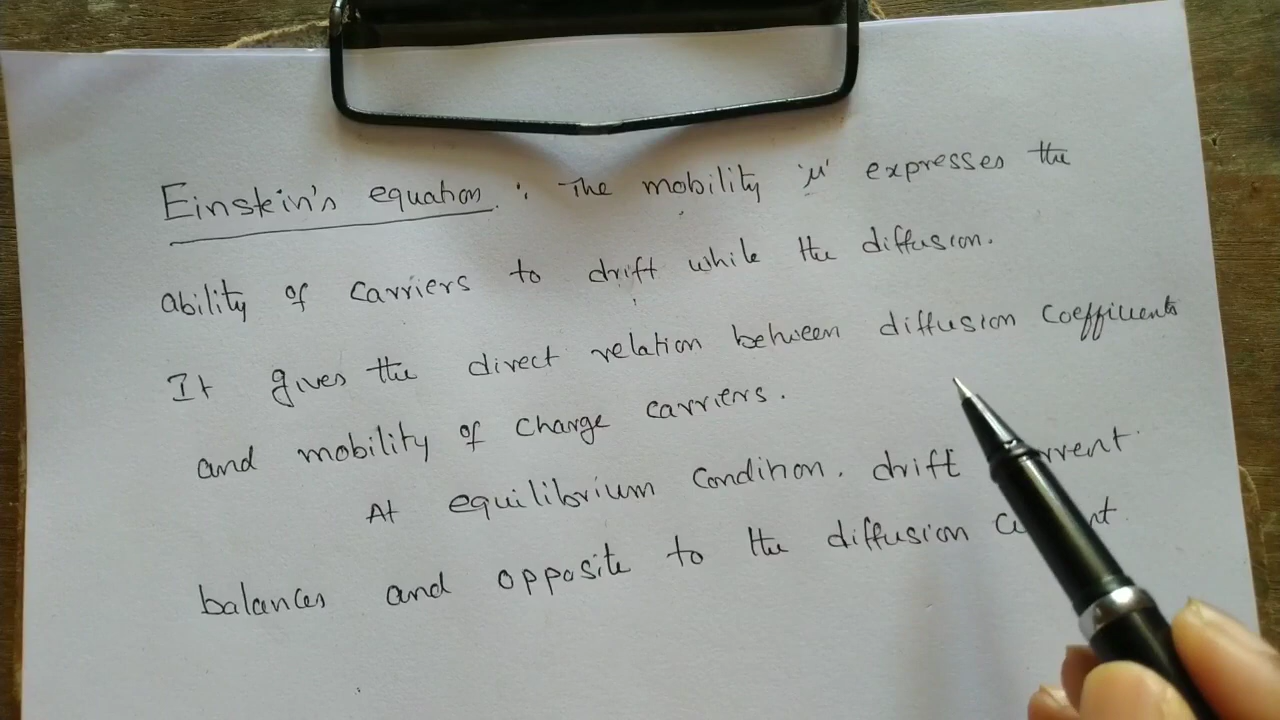 Einstein's equation : The mobility 'μ' expresses the
ability of carriers to drift while the diffusion.
It gives the direct relation between diffusion coefficients
and mobility of charge carriers.
At equilibrium condition. drift
balances and opposite to the diffusion